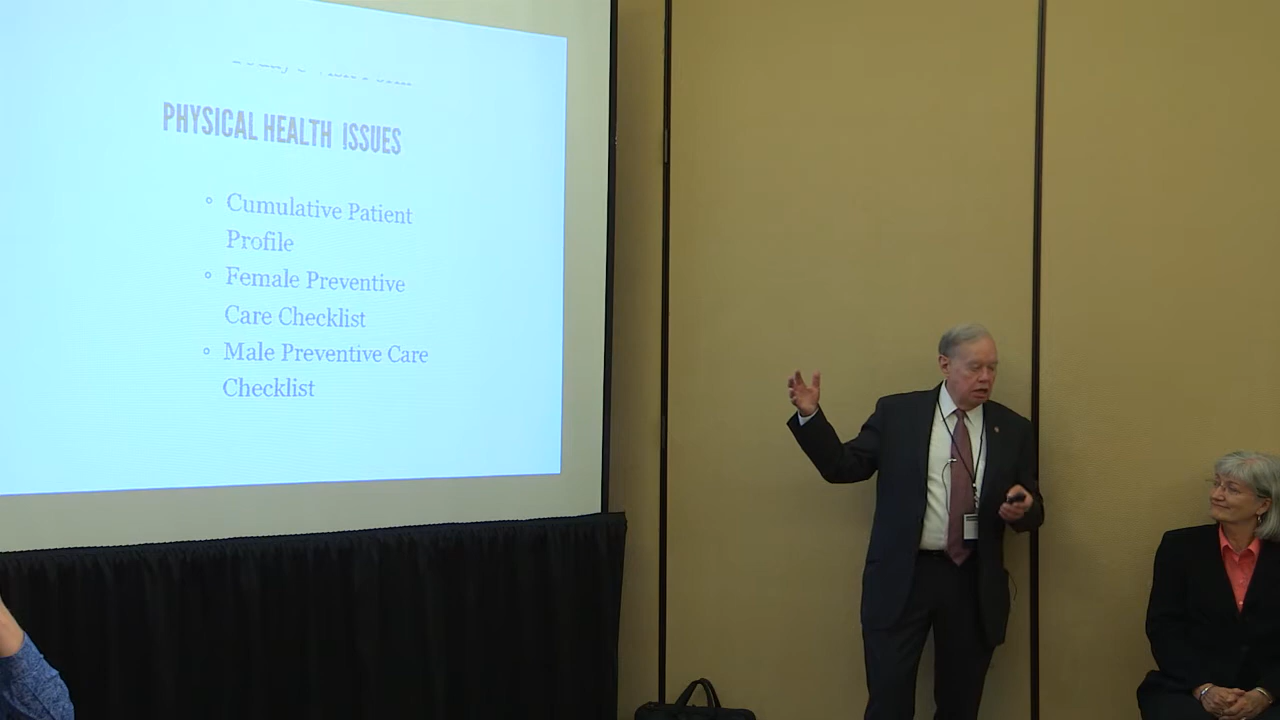 PHYSICAL HEALTH ISSUES
◦ Cumulative Patient
Profile
◦ Female Preventive
Care Checklist
◦ Male Preventive Care
Checklist